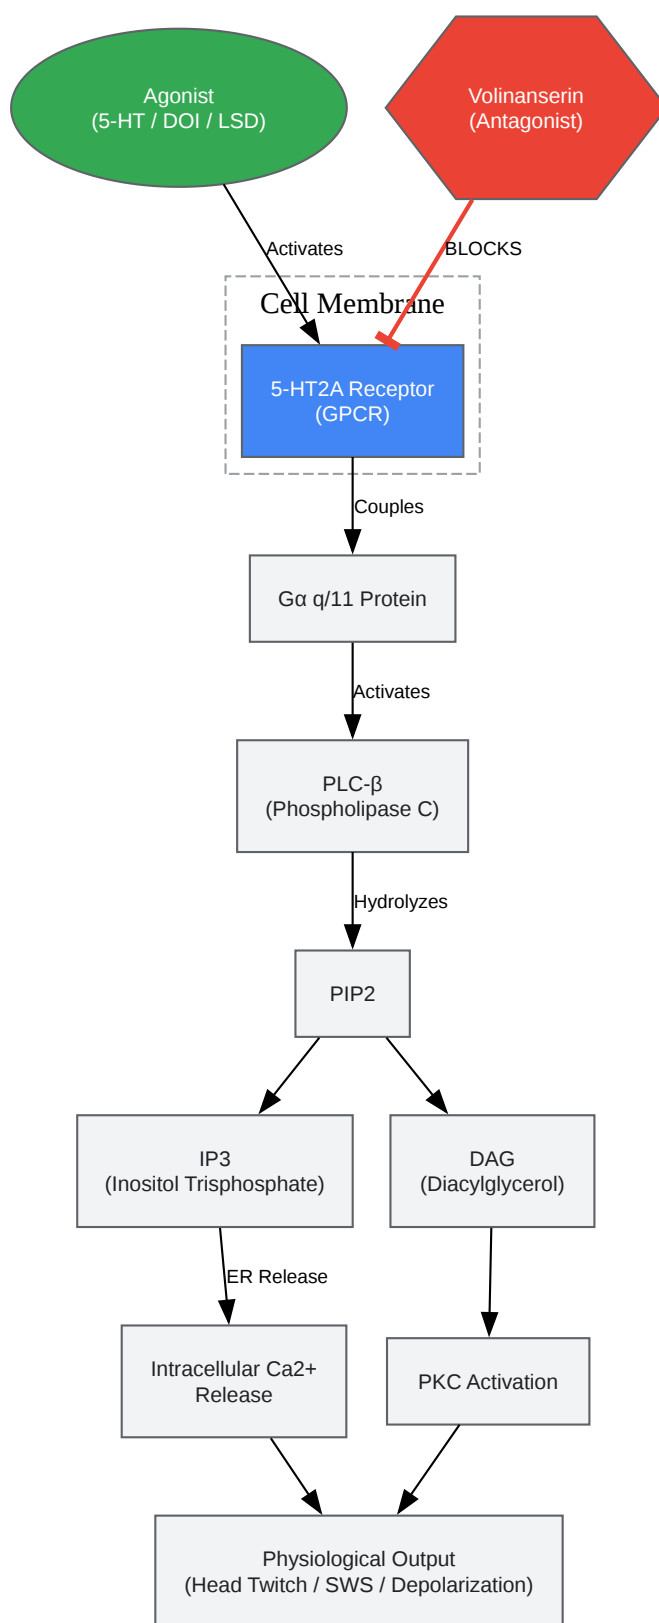 Agonist
(5-HT / DOI / LSD)
Volinanserin
(Antagonist)
Activates
BLOCKS
Cell Membrane
5-HT2A Receptor
(GPCR)
Couples
Gα q/11 Protein
Activates
PLC-β
(Phospholipase C)
Hydrolyzes
PIP2
IP3
(Inositol Trisphosphate)
DAG
(Diacylglycerol)
ER Release
Intracellular Ca2+
Release
PKC Activation
Physiological Output
(Head Twitch / SWS / Depolarization)